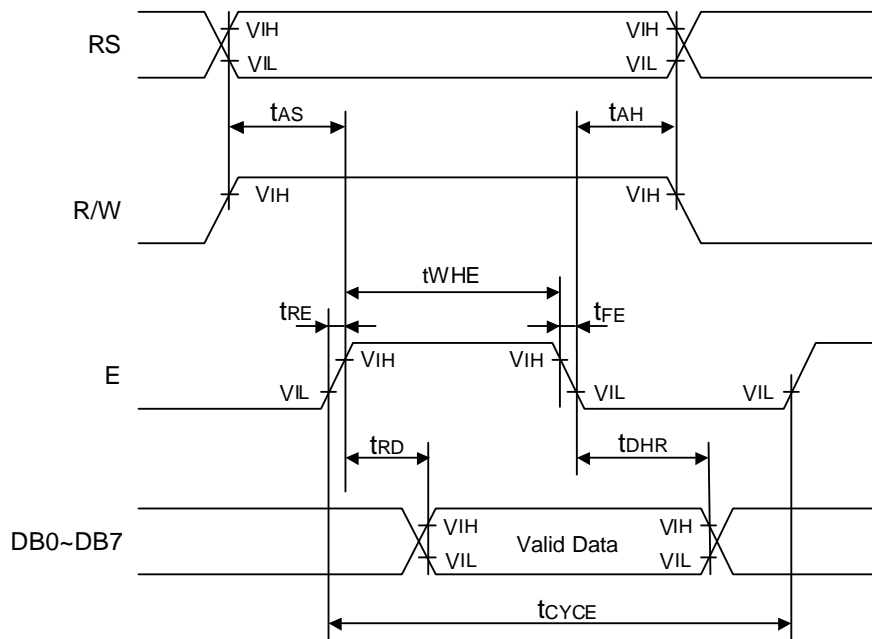 RS
VIH
VIH
VIL
VIL
tAS
tAH
R/W
VIH
VIH
tWHE
tRE
tFE
E
VIH
VIH
VIL
VIL
VIL
tRD
tDHR
DB0~DB7
VIH
VIH
Valid Data
VIL
VIL
tCYCE